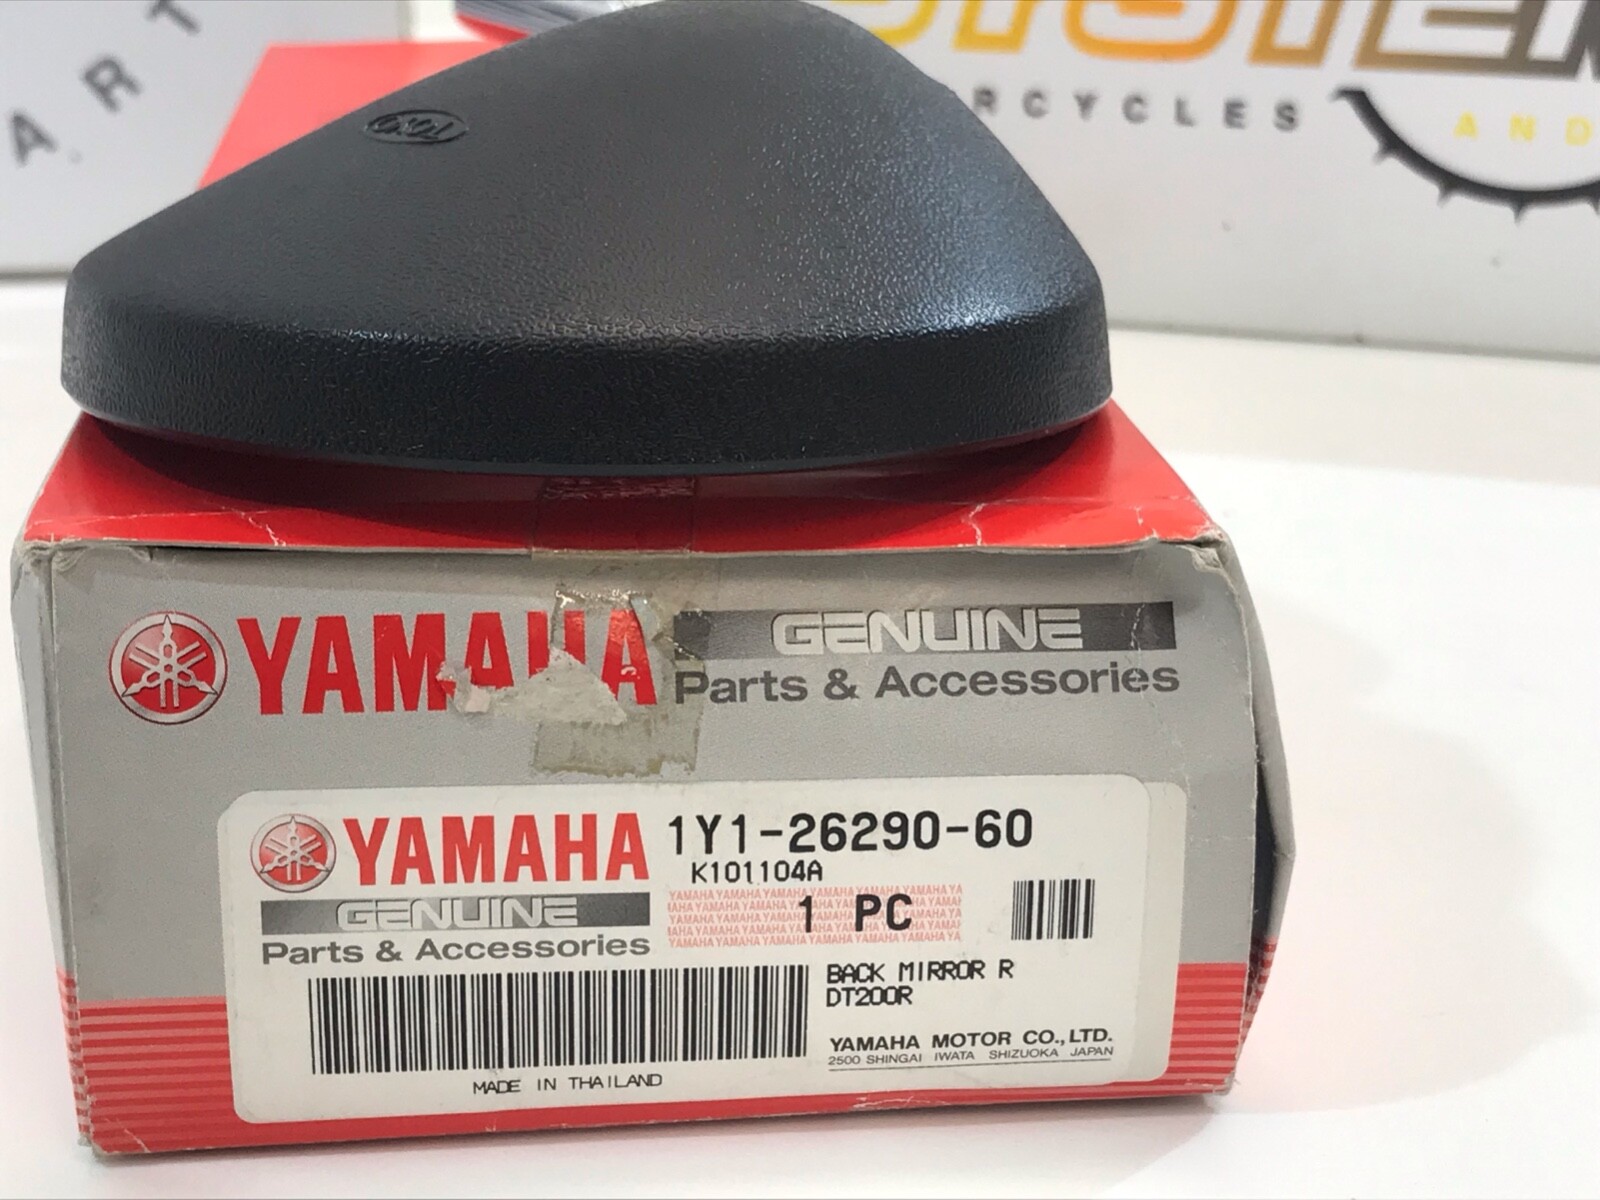 ART
RCYCLES
AND
YAMAHA
GENUINE
Parts & Accessories
YAMAHA
GENUINE
Parts & Accessories
1Y1-26290-60
K101104A
1 PC
BACK MIRROR R
DT200R
YAMAHA MOTOR CO., LTD.
2500 SHINGAI IWATA SHIZUOKA JAPAN
MADE IN THAILAND